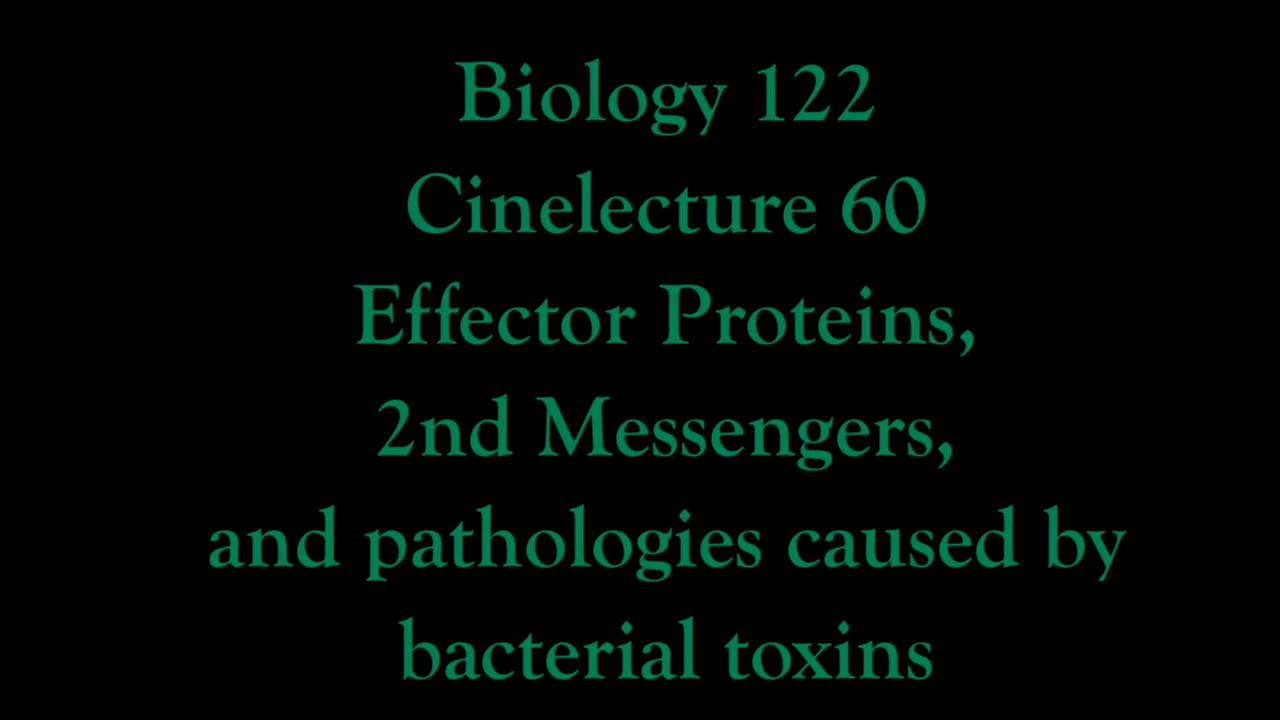 Biology 122
Cinelecture 60
Effector Proteins,
2nd Messengers,
and pathologies caused by
bacterial toxins